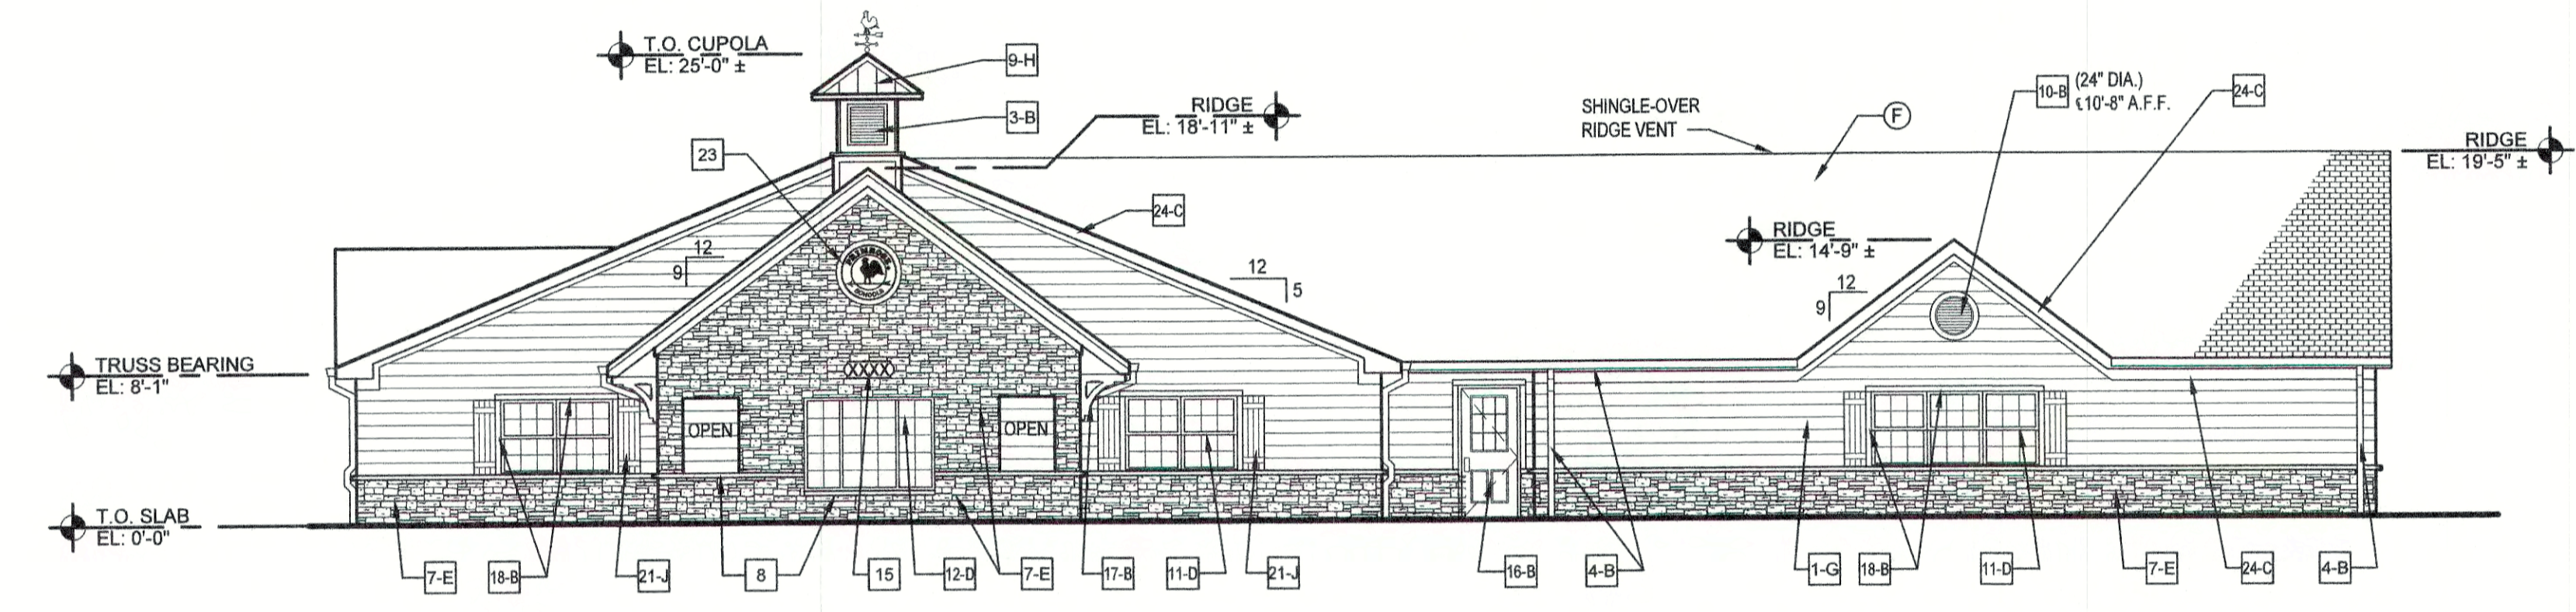 T.O. CUPOLA
EL: 25'-0" ±
9-H
3-B
RIDGE
EL: 18'-11" ±
SHINGLE-OVER
RIDGE VENT
F
10-B (24" DIA.)
℄10'-8" A.F.F.
24-C
RIDGE
EL: 19'-5" ±
23
24-C
12
9
PRIMROSE
SCHOOLS
12
5
RIDGE
EL: 14'-9" ±
12
9
TRUSS BEARING
EL: 8'-1"
XXXX
OPEN
OPEN
T.O. SLAB
EL: 0'-0"
7-E
18-B
21-J
8
15
12-D
7-E
17-B
11-D
21-J
16-B
4-B
1-G
18-B
11-D
7-E
24-C
4-B